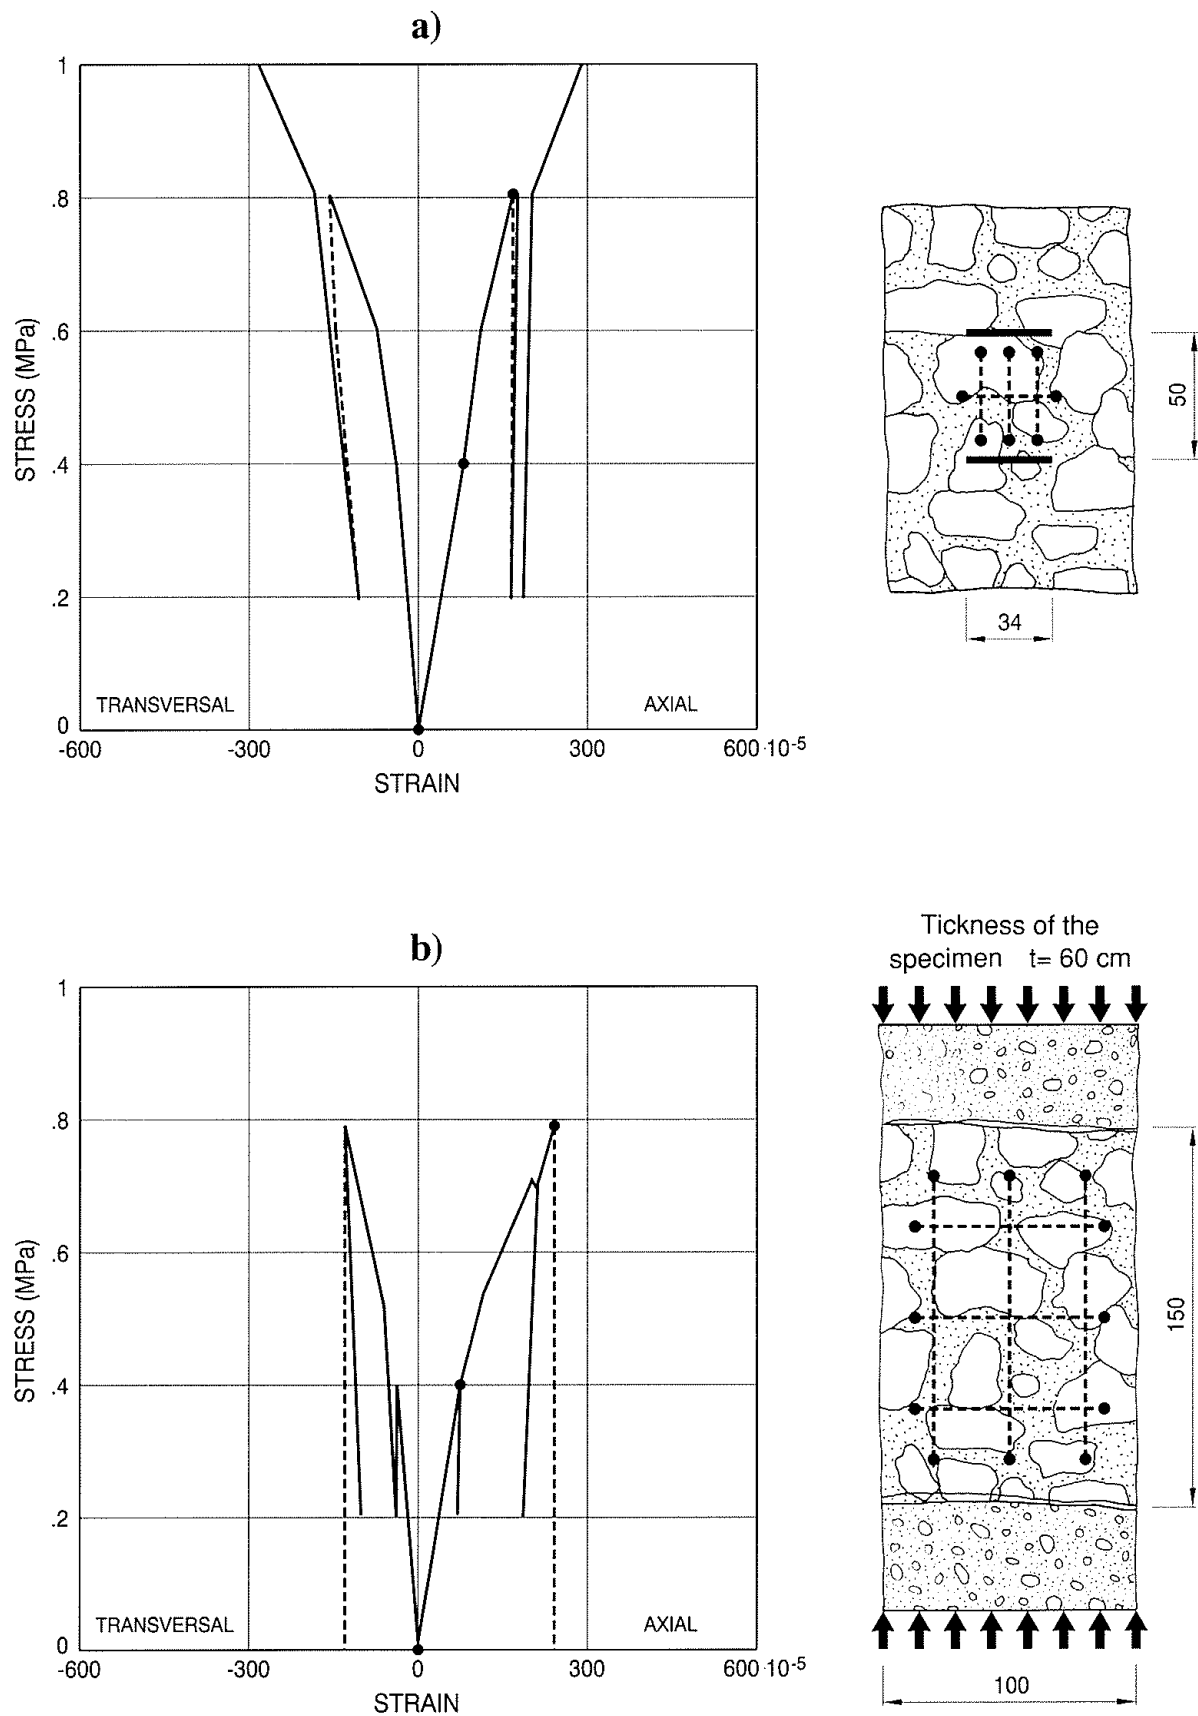 a)
1
.8
.6
.4
.2
0
STRESS (MPa)
TRANSVERSAL
AXIAL
-600
-300
0
300
600·10-5
STRAIN
50
34
b)
1
.8
.6
.4
.2
0
STRESS (MPa)
TRANSVERSAL
AXIAL
-600
-300
0
300
600·10-5
STRAIN
Tickness of the
specimen t= 60 cm
150
100